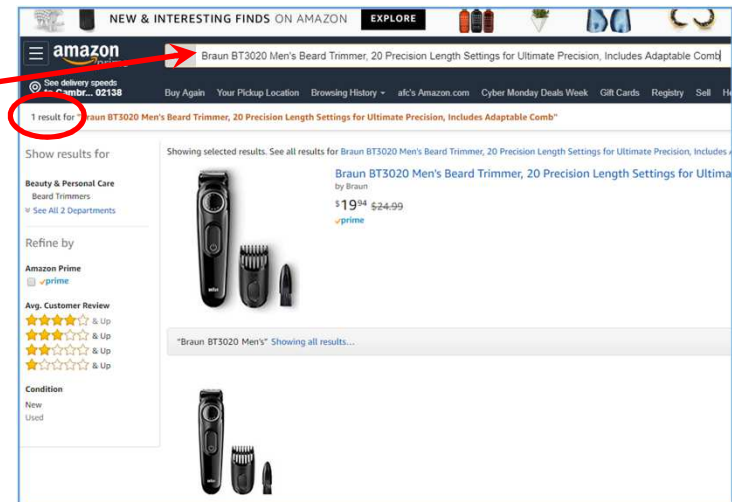 NEW & INTERESTING FINDS ON AMAZON EXPLORE
amazon
prime
Braun BT3020 Men's Beard Trimmer, 20 Precision Length Settings for Ultimate Precision, Includes Adaptable Comb
See delivery speeds
to Cambr... 02138
Buy Again Your Pickup Location Browsing History afc's Amazon.com Cyber Monday Deals Week Gift Cards Registry Sell
1 result for "Braun BT3020 Men's Beard Trimmer, 20 Precision Length Settings for Ultimate Precision, Includes Adaptable Comb"
Show results for
Beauty & Personal Care
Beard Trimmers
See All 2 Departments
Refine by
Amazon Prime
prime
Avg. Customer Review
& Up
& Up
& Up
& Up
Condition
New
Used
Showing selected results. See all results for Braun BT3020 Men's Beard Trimmer, 20 Precision Length Settings for Ultimate Precision, Includes
Braun BT3020 Men's Beard Trimmer, 20 Precision Length Settings for Ultima
by Braun
$19 94 $24.99
prime
"Braun BT3020 Men's" Showing all results...